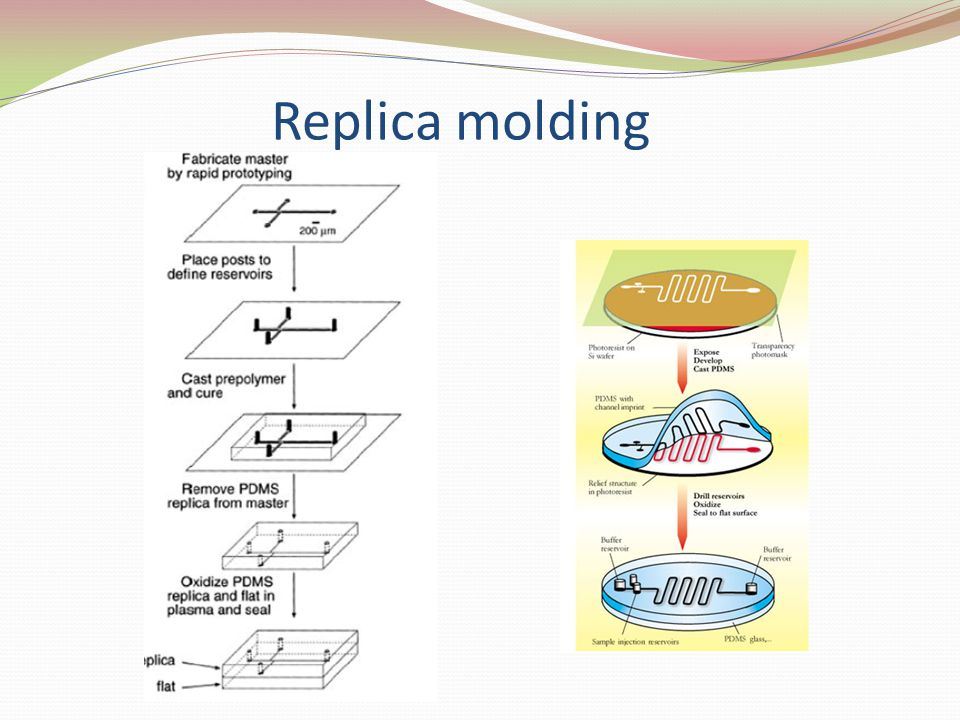 Replica molding
Fabricate master
by rapid prototyping
200 µm
Place posts to
define reservoirs
Cast prepolymer
and cure
Remove PDMS
replica from master
Oxidize PDMS
replica and flat in
plasma and seal
eplica
flat
Photoresist on
Si wafer
Transparency
photomask
Expose
Develop
Cast PDMS
PDMS with
channel imprint
Relief structure
in photoresist
Drill reservoirs
Oxidize
Seal to flat surface
Buffer
reservoir
Buffer
reservoir
Sample injection reservoirs
PDMS glass,...